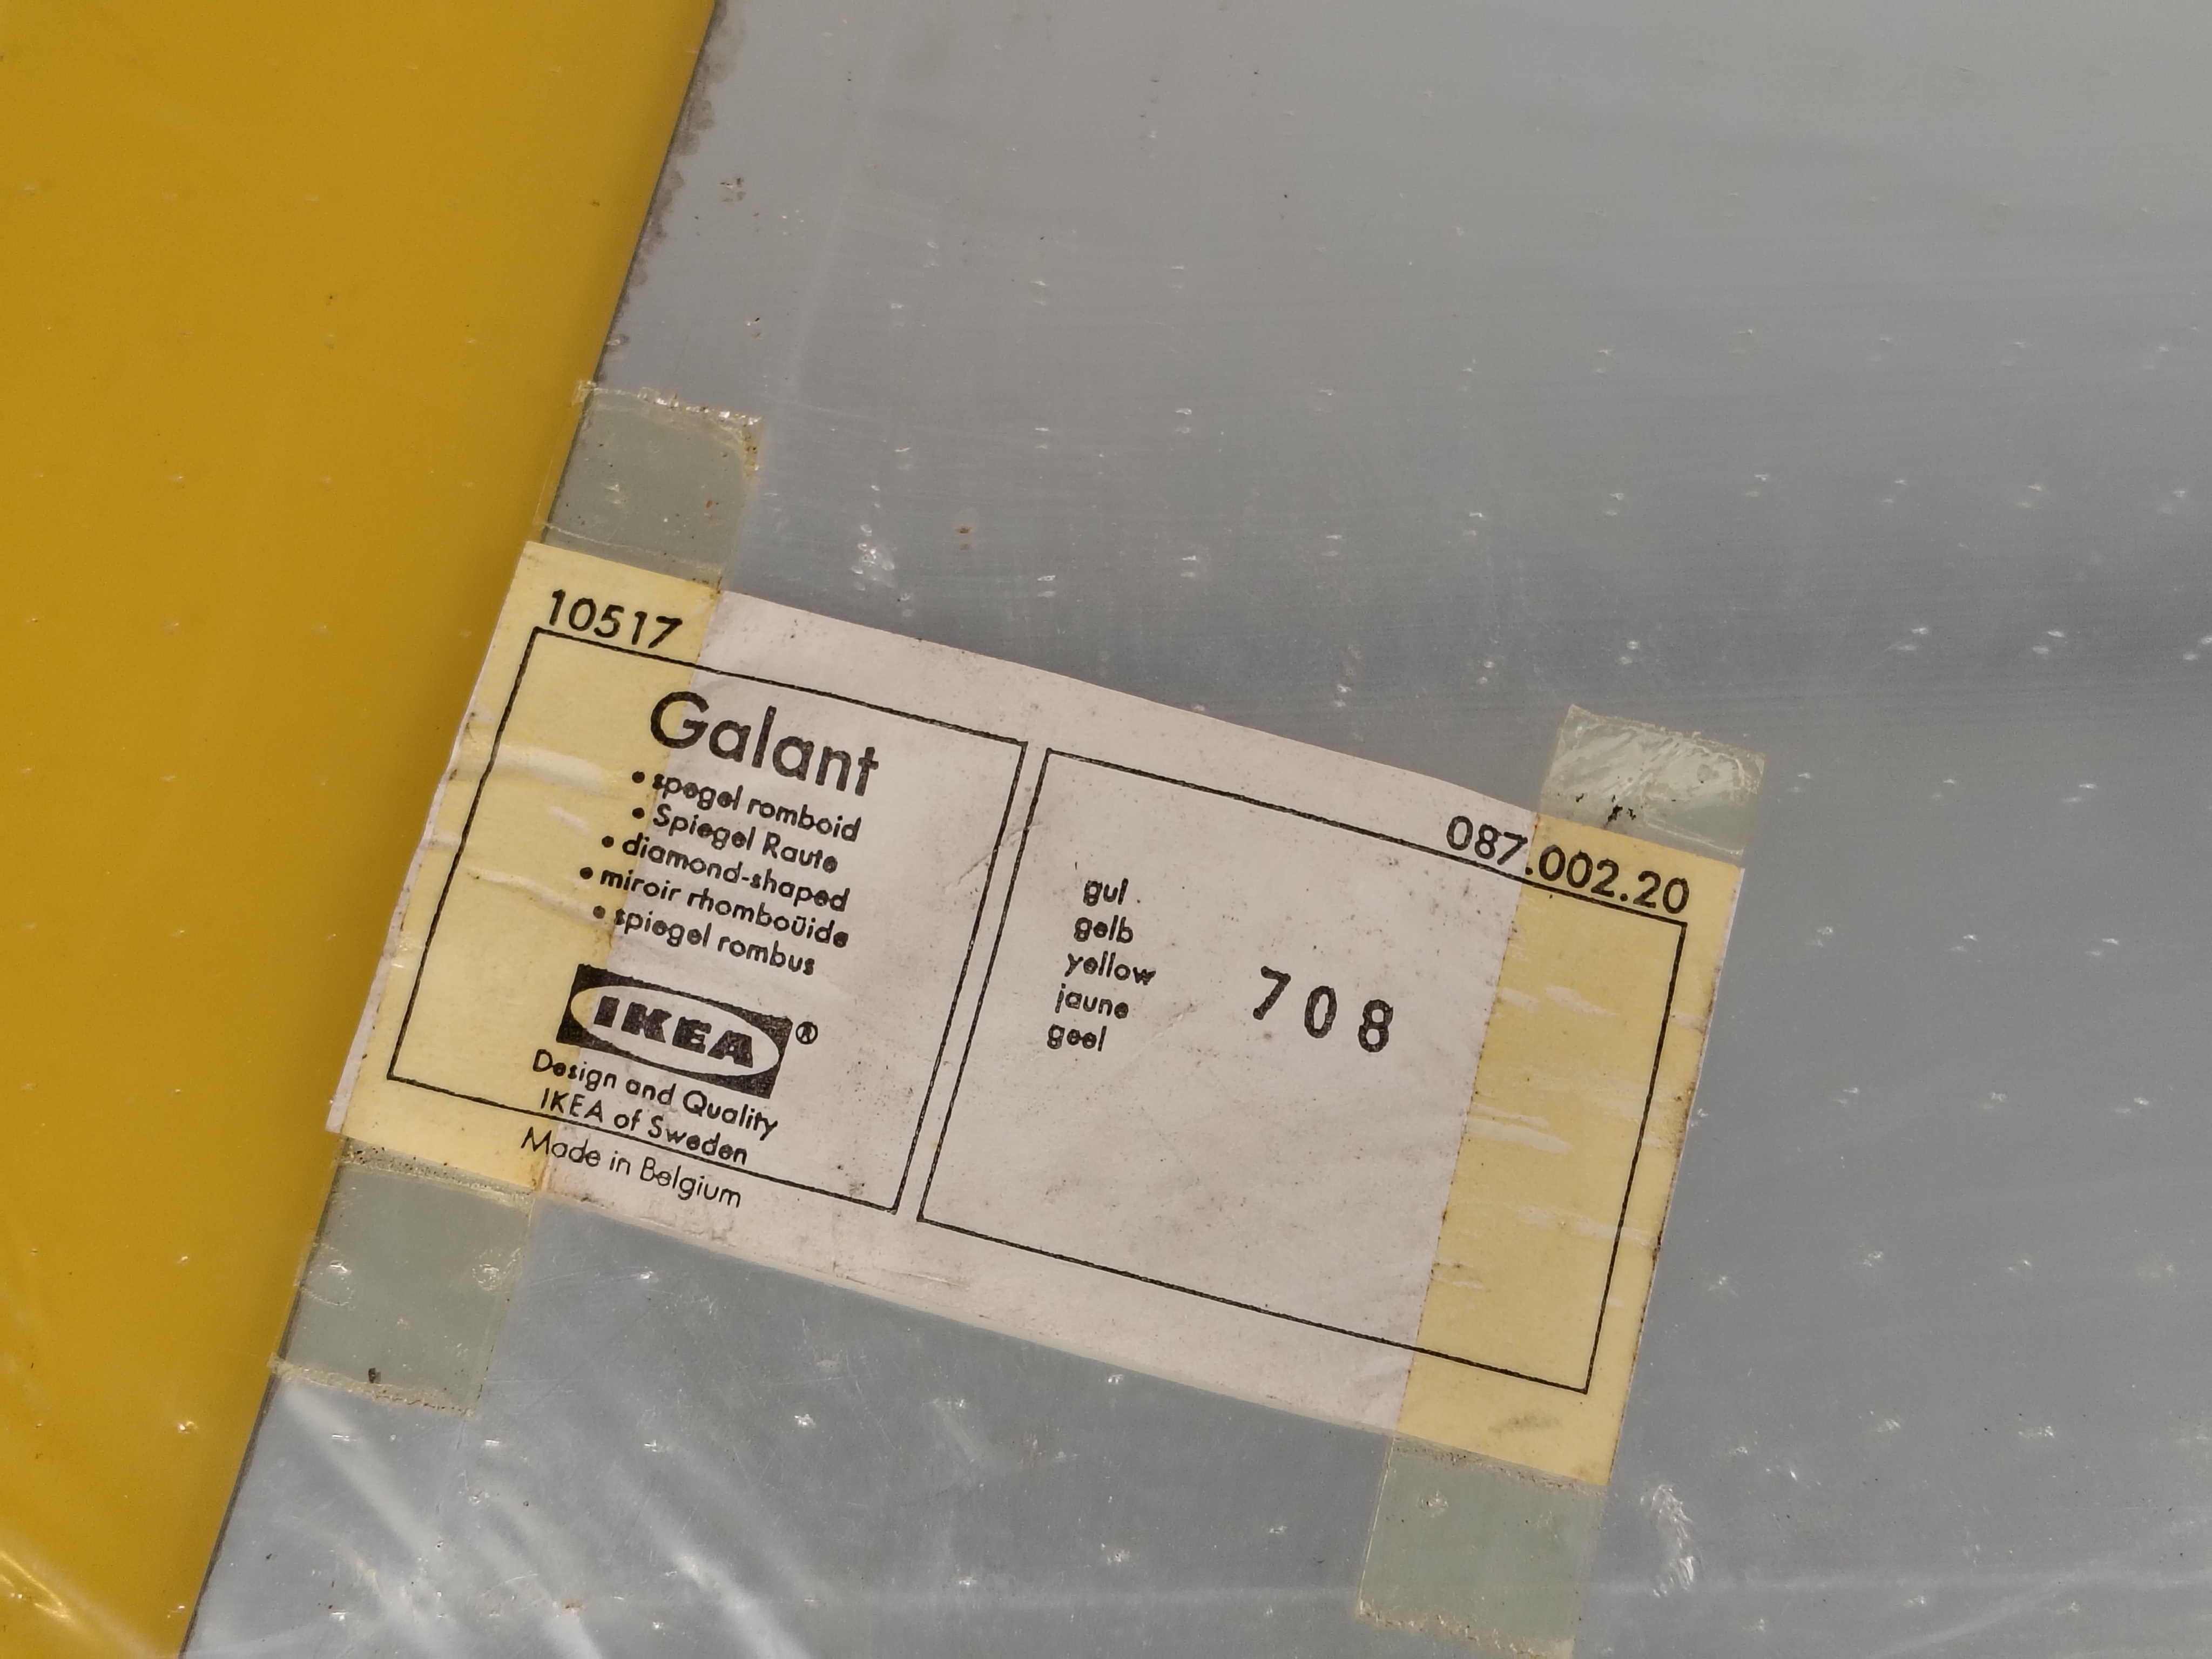 10517
Galant
• spegel romboid
• Spiegel Raute
• diamond-shaped
• miroir rhomboüide
• spiegel rombus
IKEA®
Design and Quality
IKEA of Sweden
Made in Belgium
087.002.20
gul
gelb
yellow
jaune
geel
708